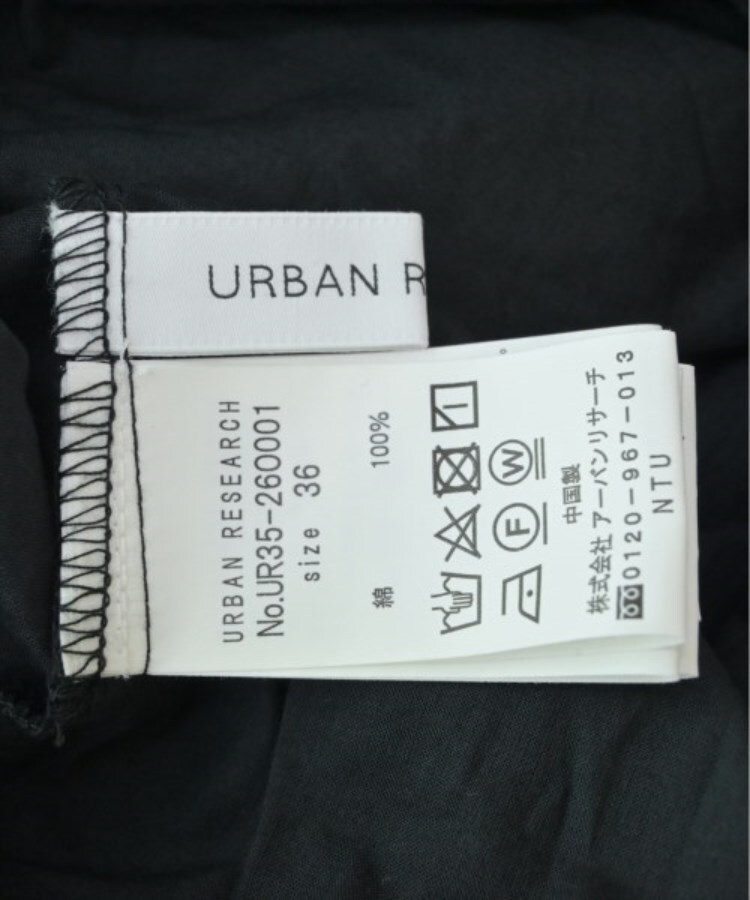 URBAN R
URBAN RESEARCH
No.UR35-260001
size 36
綿 100%
F W
中国製
株式会社 アーバンリサーチ
0120-967-013
NTU